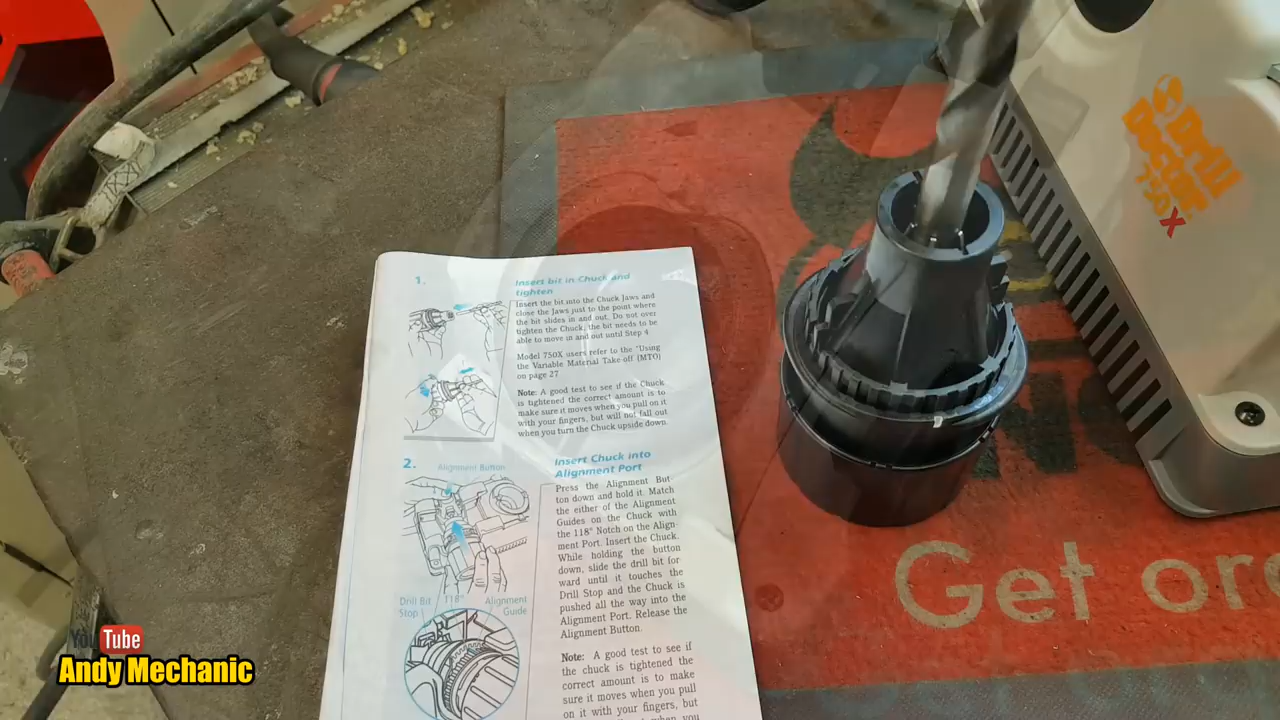 1.
Insert bit in Chuck and
tighten
Insert the bit into the Chuck Jaws and
close the Jaws just to the point where
the bit slides in and out. Do not over
tighten the Chuck, the bit needs to be
able to move in and out until Step 4
Model 750X users refer to the "Using
the Variable Material Take off (MTO)
on page 27
Note: A good test to see if the Chuck
is tightened the correct amount is to
make sure it moves when you pull on it
with your fingers, but will not fall out
when you turn the Chuck upside down.
2.
Alignment Button
Insert Chuck into
Alignment Port
Press the Alignment But-
ton down and hold it. Match
the either of the Alignment
Guides on the Chuck with
the 118° Notch on the Align-
ment Port. Insert the Chuck.
While holding the button
down, slide the drill bit for
ward until it touches the
Drill Stop and the Chuck is
pushed all the way into the
Alignment Port. Release the
Alignment Button.
Drill Bit
Stop
118°
Alignment
Guide
Note: A good test to see if
the chuck is tightened the
correct amount is to make
sure it moves when you pull
on it with your fingers, but
when you
Drill
Doctor
750X
Get
YouTube
Andy Mechanic